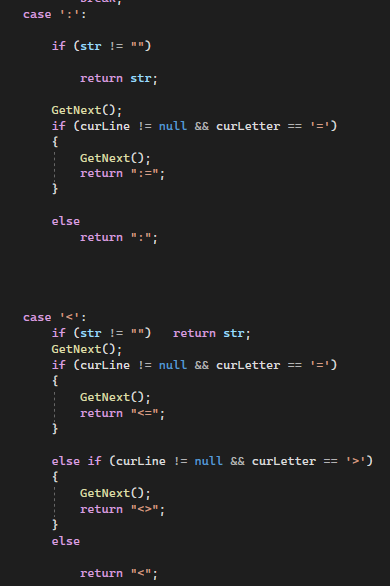 break;
case ':':
if (str != "")
return str;
GetNext();
if (curLine != null && curLetter == '=')
{
GetNext();
return ":=";
}
else
return ":";
case '<':
if (str != "")   return str;
GetNext();
if (curLine != null && curLetter == '=')
{
GetNext();
return "<=";
}
else if (curLine != null && curLetter == '>')
{
GetNext();
return "<>";
}
else
return "<";